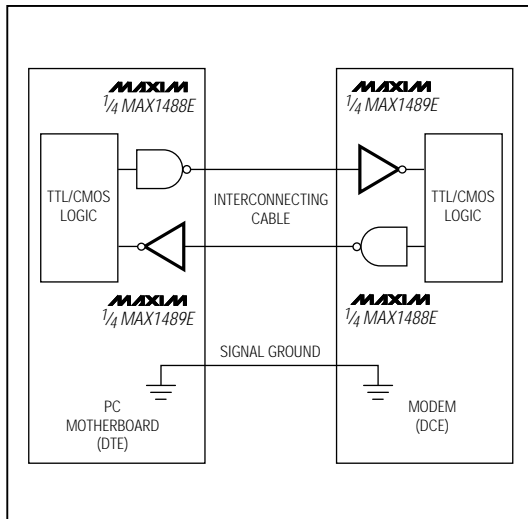 MAXIM
1/4 MAX1488E
MAXIM
1/4 MAX1489E
TTL/CMOS
LOGIC
INTERCONNECTING
CABLE
TTL/CMOS
LOGIC
MAXIM
1/4 MAX1489E
MAXIM
1/4 MAX1488E
SIGNAL GROUND
PC
MOTHERBOARD
(DTE)
MODEM
(DCE)